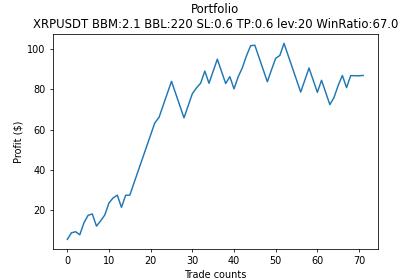 Portfolio
XRPUSDT BBM:2.1 BBL:220 SL:0.6 TP:0.6 lev:20 WinRatio:67.0
Profit ($)
100
80
60
40
20
0 10 20 30 40 50 60 70
Trade counts